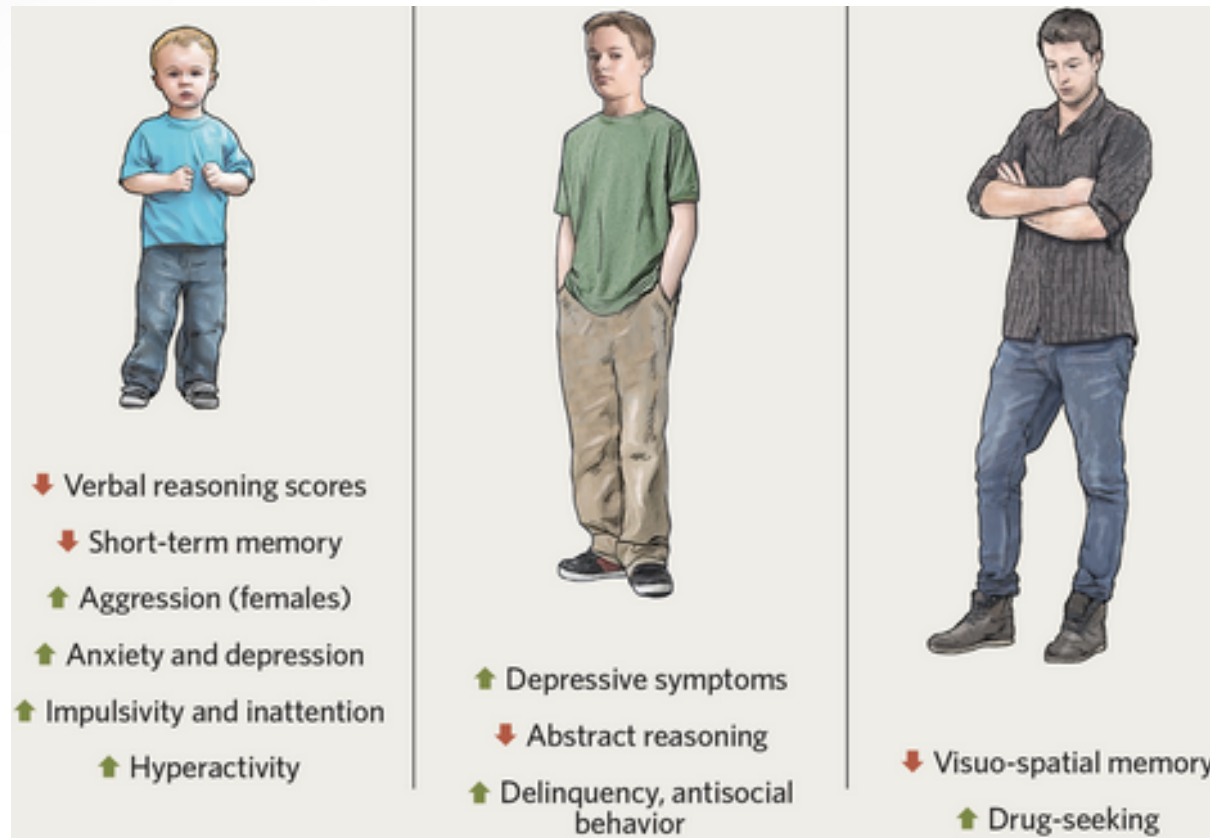 Verbal reasoning scores
Short-term memory
Aggression (females)
Anxiety and depression
Impulsivity and inattention
Hyperactivity
Depressive symptoms
Abstract reasoning
Delinquency, antisocial
behavior
Visuo-spatial memory
Drug-seeking